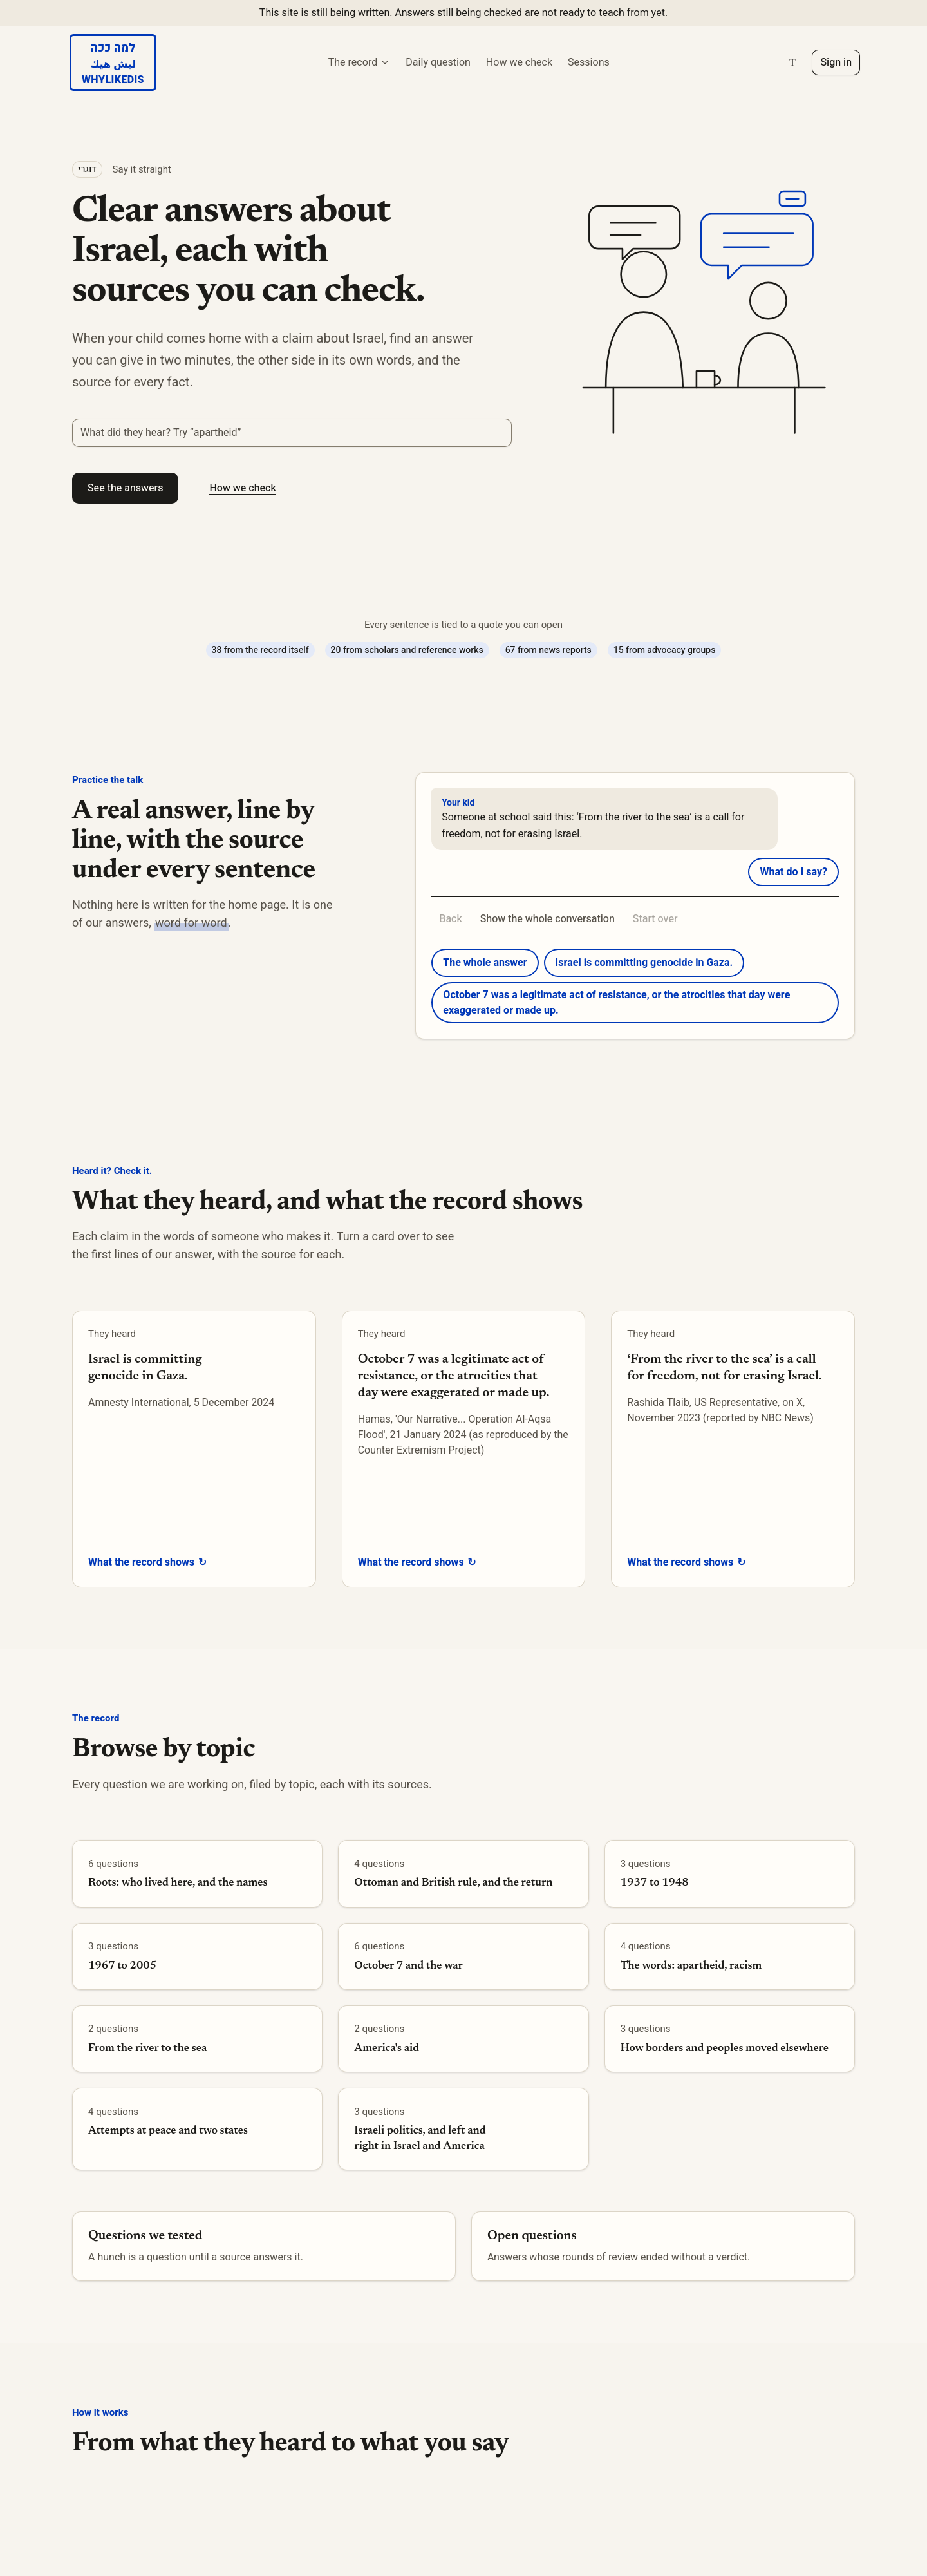 This site is still being written. Answers still being checked are not ready to teach from yet.
למה ככה
ليش هيك
WHYLIKEDIS
The record
Daily question
How we check
Sessions
T
Sign in
דוגרי
Say it straight
Clear answers about
Israel, each with
sources you can check.
When your child comes home with a claim about Israel, find an answer
you can give in two minutes, the other side in its own words, and the
source for every fact.
What did they hear? Try “apartheid”
See the answers
How we check
Every sentence is tied to a quote you can open
38 from the record itself
20 from scholars and reference works
67 from news reports
15 from advocacy groups
Practice the talk
A real answer, line by
line, with the source
under every sentence
Nothing here is written for the home page. It is one
of our answers, word for word.
Your kid
Someone at school said this: ‘From the river to the sea’ is a call for
freedom, not for erasing Israel.
What do I say?
Back
Show the whole conversation
Start over
The whole answer
Israel is committing genocide in Gaza.
October 7 was a legitimate act of resistance, or the atrocities that day were
exaggerated or made up.
Heard it? Check it.
What they heard, and what the record shows
Each claim in the words of someone who makes it. Turn a card over to see
the first lines of our answer, with the source for each.
They heard
Israel is committing
genocide in Gaza.
Amnesty International, 5 December 2024
What the record shows ↻
They heard
October 7 was a legitimate act of
resistance, or the atrocities that
day were exaggerated or made up.
Hamas, 'Our Narrative... Operation Al-Aqsa
Flood', 21 January 2024 (as reproduced by the
Counter Extremism Project)
What the record shows ↻
They heard
‘From the river to the sea’ is a call
for freedom, not for erasing Israel.
Rashida Tlaib, US Representative, on X,
November 2023 (reported by NBC News)
What the record shows ↻
The record
Browse by topic
Every question we are working on, filed by topic, each with its sources.
6 questions
Roots: who lived here, and the names
4 questions
Ottoman and British rule, and the return
3 questions
1937 to 1948
3 questions
1967 to 2005
6 questions
October 7 and the war
4 questions
The words: apartheid, racism
2 questions
From the river to the sea
2 questions
America's aid
3 questions
How borders and peoples moved elsewhere
4 questions
Attempts at peace and two states
3 questions
Israeli politics, and left and
right in Israel and America
Questions we tested
A hunch is a question until a source answers it.
Open questions
Answers whose rounds of review ended without a verdict.
How it works
From what they heard to what you say